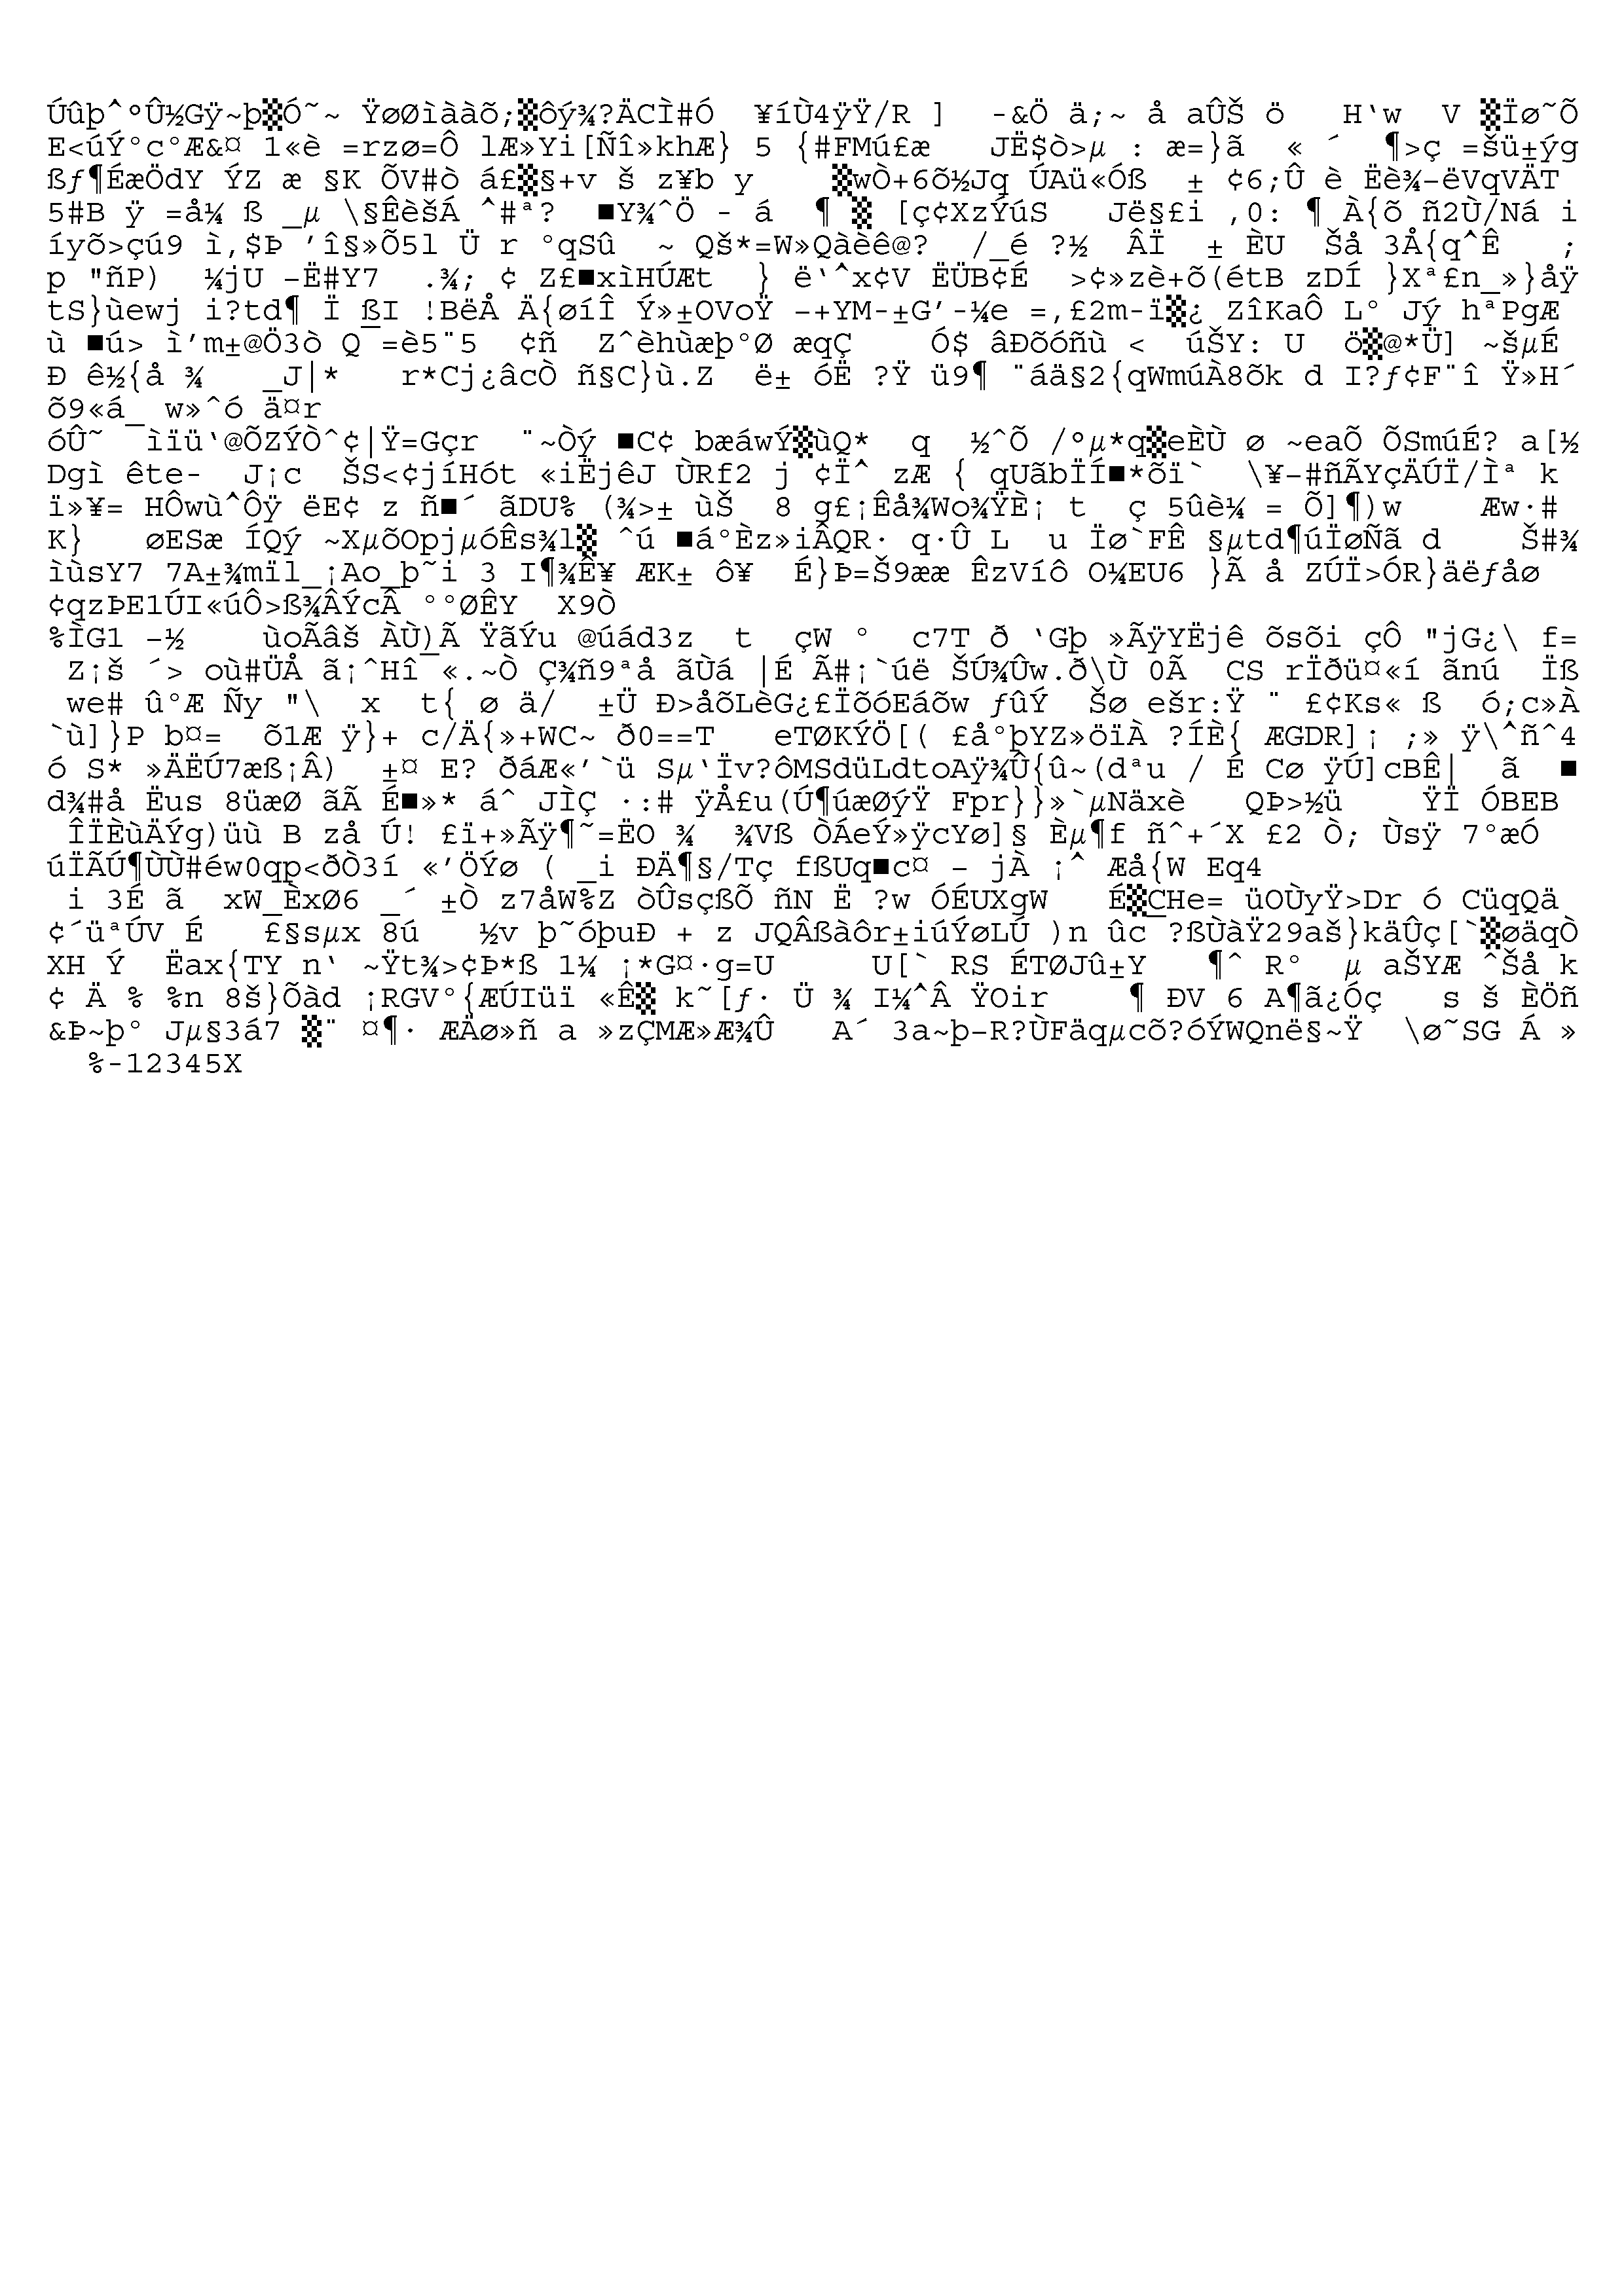 Úûþ^°Û½Gÿ~þ▒Ó˜~ ŸøØìààõ;▒ôý¾?ÄCÌ#Ó  ¥íÙ4ÿŸ/R ]  -&Ö ä;~ å aÛŠ ö   H‘w  V ▒Ïø˜Õ
E<úÝ°c°Æ&¤ 1«è =rzø=Ô lÆ»Yi[Ñî»khÆ} 5 {#FMú£æ   JË$ò>µ : æ=}ã  « ´  ¶>ç =šü±ýg
ßƒ¶ÉæÖdY ÝZ æ §K ÕV#ò á£▒§+v š z¥b y    ▒wÒ+6õ½Jq ÚAü«Óß  ± ¢6;Û è Ëè¾–ëVqVÄT
5#B ÿ =å¼ ß _µ \§ÊèšÁ ^#ª?  ■Y¾^Ö - á  ¶ ▒ [ç¢XzÝúS   Jë§£i ,0: ¶ À{õ ñ2Ù/Ná i
íyõ>çú9 ì,$Þ ’î§»Õ5l Ü r °qSû  ~ Qš*=W»Qàèê@?  /_é ?½  ÂÏ  ± ÈU  Šå 3Å{q^Ê   ;
p "ñP)  ¼jU –Ë#Y7  .¾; ¢ Z£■xìHÚÆt  } ë‘^x¢V ËÜB¢É  >¢»zè+õ(étB zDÍ }Xª£n_»}åÿ
tS}ùewj i?td¶ Ï ßI !BëÅ Ä{øíÎ Ý»±OVoŸ –+YM-±G’-¼e =,£2m-ï▒¿ ZîKaÔ L° Jý hªPgÆ
ù ■ú> ì’m±@Ö3ò Q¯=è5¨5  ¢ñ  Z^èhùæþ°Ø æqÇ    Ó$ âÐõóñù <  úŠY: U  ö▒@*Ü] ~šµÉ
Ð ê½{å ¾   _J|*   r*Cj¿âcÒ ñ§C}ù.Z  ë± óË ?Ÿ ü9¶ ¨áä§2{qWmúÀ8õk d I?ƒ¢F¨î Ÿ»H´
õ9«á_ w»^ó ä¤r
óÛ˜ ¯ìïü‘@ÕZÝÒ^¢|Ÿ=Gçr  ¨~Òý ■C¢ bæáwÝ▒ùQ*  q  ½^Õ /°µ*q▒eÈÙ ø ~eaÕ ÕSmúÉ? a[½
Dgì ête-  J¡c  ŠS<¢jíHót «iËjêJ ÙRf2 j ¢Ï^ zÆ { qUãbÏÍ■*õï`  \¥–#ñÃYçÄÚÏ/Ìª k
ï»¥= HÔwù^Ôÿ ëE¢ z ñ■´ ãDU% (¾>± ùŠ  8 g£¡Êå¾Wo¾ŸÈ¡ t  ç 5ûè¼ = Õ]¶)w    Æw·#
K}   øESæ ÍQý ~XµõOpjµóÊs¾l▒ ^ú ■á°Èz»iÂQR· q·Û L  u Ïø`FÊ §µtd¶úÏøÑã d    Š#¾
ìùsY7 7A±¾mïl_¡Ao_þ˜i 3 I¶¾Ê¥ ÆK± ô¥  É}Þ=Š9ææ ÊzVíô O¼EU6 }Ã å ZÚÏ>ÓR}äëƒåø
¢qzÞE1ÚI«úÔ>ß¾ÂÝcÂ °°ØÊY  X9Ò
%ÌG1 –½    ùoÃâš ÀÙ)Ã ŸãÝu @úád3z  t  çW °  c7T ð ‘Gþ »ÃÿYËjê õsõi çÔ "jG¿\ f=
 Z¡š ´> où#ÜÅ ã¡^Hî¯«.~Ò Ç¾ñ9ªå ãÙá |É Ã#¡`úë ŠÚ¾Ûw.ð\Ù 0Ã  CS rÏðü¤«í ãnú  Ïß
 we# û°Æ Ñy "\  x  t{ ø ä/  ±Ü Ð>åõLèG¿£ÏõóEáõw ƒûÝ  Šø ešr:Ÿ ¨ £¢Ks« ß  ó;c»À
`ù]}P b¤=  õ1Æ ÿ}+ c/Ä{»+WC~ ð0==T   eTØKÝÖ[( £å°þYZ»öïÀ ?ÍÈ{ ÆGDR]¡ ;» ÿ\^ñ^4
ó S* »ÄËÚ7æß¡Â)  ±¤ E? ðáÆ«’`ü Sµ‘Ïv?ôMSdüLdtoAÿ¾Û{û~(dªu / É Cø ÿÚ]cBÊ|  ã  ■
d¾#å Ëus 8üæØ ãÃ É■»* á^ JÌÇ ·:# ÿÅ£u(Ú¶úæØýŸ Fpr}}»`µNäxè   QÞ>½ü    ŸÏ ÓBEB
 ÎÏÈùÄÝg)üù B zå Ú! £ï+»Ãÿ¶˜=ËO ¾  ¾Vß ÒÁeÝ»ÿcYø]§ Èµ¶f ñ^+´X £2 Ò; Ùsÿ 7°æÓ
úÏÃÚ¶ÙÙ#éw0qp<ðÒ3í «’ÖÝø ( _i ÐÄ¶§/Tç fßUq■c¤ – jÀ ¡^ Æå{W Eq4
 i 3É ã  xW_ÈxØ6 _´ ±Ò z7åW%Z òÛsçßÕ ñN Ë ?w ÓÉUXgW   É▒CHe= üOÙyŸ>Dr ó CüqQä
¢´üªÚV É   £§sµx 8ú   ½v þ˜óþuÐ + z JQÂßàôr±iúÝøLÚ )n ûc¯?ßÙàŸ29aš}käÛç[`▒øäqÒ
XH Ý  Ëax{TY n‘ ~Ÿt¾>¢Þ*ß 1¼ ¡*G¤·g=U     U[` RS ÉTØJû±Y   ¶^ R°  µ aŠYÆ ^Šå k
¢ Ä % %n 8š}Õàd ¡RGV°{ÆÚIüï «Ê▒ k˜[ƒ· Ü ¾ I¼^Â ŸOir    ¶ ÐV 6 A¶ã¿Óç   s š ÈÖñ
&Þ~þ° Jµ§3á7 ▒¨ ¤¶· ÆÄø»ñ a »zÇMÆ»Æ¾Û   A´ 3a~þ–R?ÙFäqµcõ?óÝWQnë§~Ÿ  \ø˜SG Á »
  %-12345X